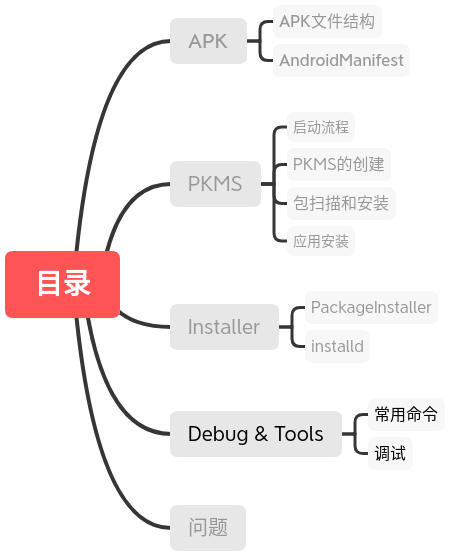 目录
APK
APK文件结构
AndroidManifest
PKMS
启动流程
PKMS的创建
包扫描和安装
应用安装
Installer
PackageInstaller
installd
Debug & Tools
常用命令
调试
问题